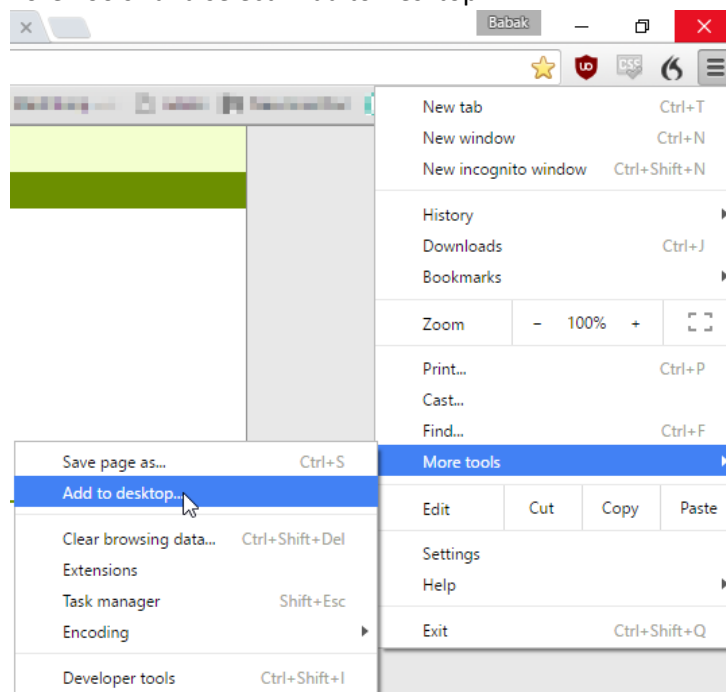 Babak
CSS
New tab Ctrl+T
New window Ctrl+N
New incognito window Ctrl+Shift+N
History
Downloads Ctrl+J
Bookmarks
Zoom - 100% +
Print... Ctrl+P
Cast...
Find... Ctrl+F
More tools
Edit Cut Copy Paste
Settings
Help
Exit Ctrl+Shift+Q
Save page as... Ctrl+S
Add to desktop...
Clear browsing data... Ctrl+Shift+Del
Extensions
Task manager Shift+Esc
Encoding
Developer tools Ctrl+Shift+I